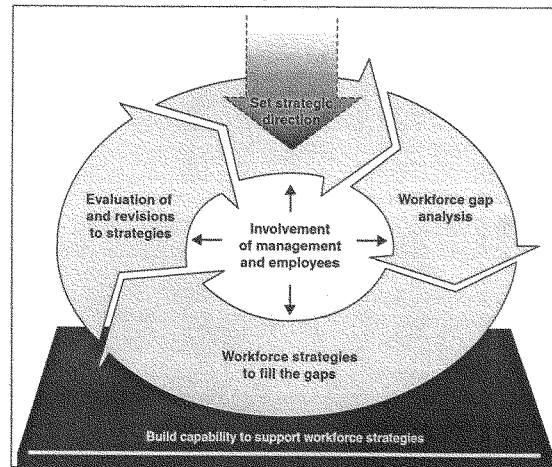 Set strategic
direction
Workforce gap
analysis
Workforce strategies
to fill the gaps
Evaluation of
and revisions
to strategies
Involvement
of management
and employees
Build capability to support workforce strategies